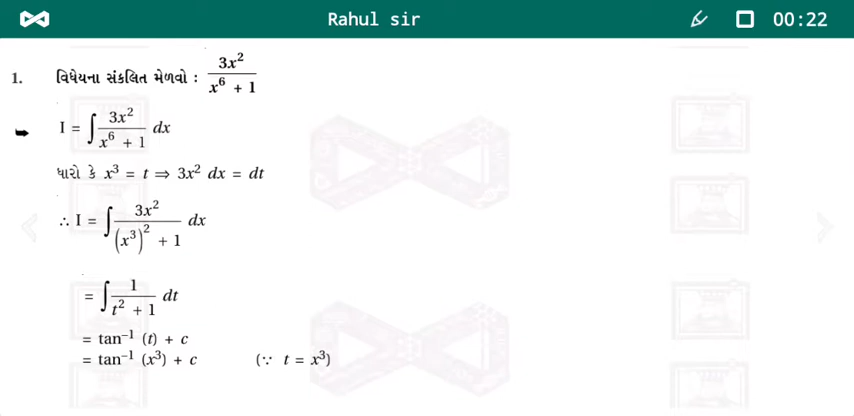 Rahul sir 00:22
1. વિધેયના સંકલિત મેળવો : 3x²/(x⁶ + 1)
➥ I = ∫ 3x²/(x⁶ + 1) dx
ધારો કે x³ = t ⇒ 3x² dx = dt
∴ I = ∫ 3x²/((x³)² + 1) dx
= ∫ 1/(t² + 1) dt
= tan⁻¹ (t) + c
= tan⁻¹ (x³) + c (∵ t = x³)